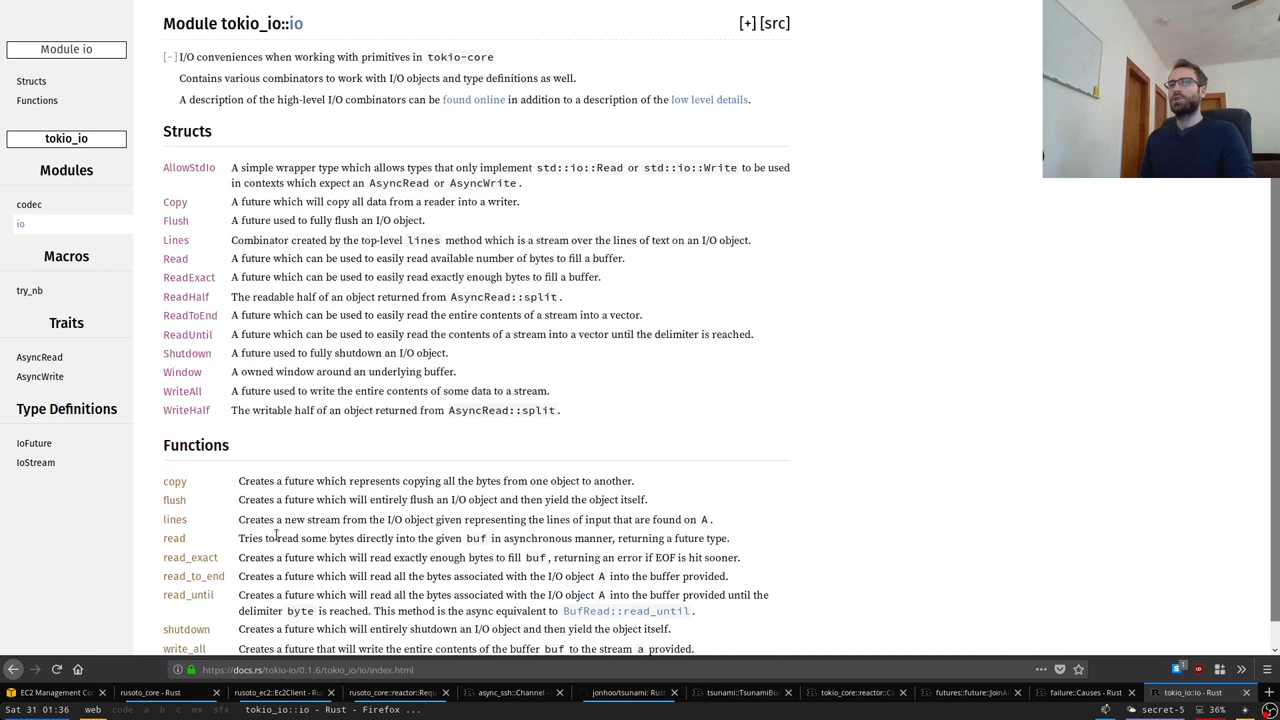 Module io
Structs
Functions
tokio_io
Modules
codec
io
Macros
try_nb
Traits
AsyncRead
AsyncWrite
Type Definitions
IoFuture
IoStream
Module tokio_io::io
[+] [src]
[-] I/O conveniences when working with primitives in tokio-core
Contains various combinators to work with I/O objects and type definitions as well.
A description of the high-level I/O combinators can be found online in addition to a description of the low level details.
Structs
AllowStdIo A simple wrapper type which allows types that only implement std::io::Read or std::io::Write to be used
in contexts which expect an AsyncRead or AsyncWrite.
Copy A future which will copy all data from a reader into a writer.
Flush A future used to fully flush an I/O object.
Lines Combinator created by the top-level lines method which is a stream over the lines of text on an I/O object.
Read A future which can be used to easily read available number of bytes to fill a buffer.
ReadExact A future which can be used to easily read exactly enough bytes to fill a buffer.
ReadHalf The readable half of an object returned from AsyncRead::split.
ReadToEnd A future which can be used to easily read the entire contents of a stream into a vector.
ReadUntil A future which can be used to easily read the contents of a stream into a vector until the delimiter is reached.
Shutdown A future used to fully shutdown an I/O object.
Window A owned window around an underlying buffer.
WriteAll A future used to write the entire contents of some data to a stream.
WriteHalf The writable half of an object returned from AsyncRead::split.
Functions
copy Creates a future which represents copying all the bytes from one object to another.
flush Creates a future which will entirely flush an I/O object and then yield the object itself.
lines Creates a new stream from the I/O object given representing the lines of input that are found on A.
read Tries to read some bytes directly into the given buf in asynchronous manner, returning a future type.
read_exact Creates a future which will read exactly enough bytes to fill buf, returning an error if EOF is hit sooner.
read_to_end Creates a future which will read all the bytes associated with the I/O object A into the buffer provided.
read_until Creates a future which will read all the bytes associated with the I/O object A into the buffer provided until the
delimiter byte is reached. This method is the async equivalent to BufRead::read_until.
shutdown Creates a future which will entirely shutdown an I/O object and then yield the object itself.
write_all Creates a future that will write the entire contents of the buffer buf to the stream a provided.
https://docs.rs/tokio-io/0.1.6/tokio_io/io/index.html
EC2 Management Co rusoto_core - Rust rusoto_ec2::Ec2Client - R rusoto_core::reactor::Requ async_ssh::Channel - jonhoo/tsunami: Rust tsunami::TsunamiBu tokio_core::reactor::Co futures::future::JoinA failure::Causes - Rust tokio_io::io - Rust
Sat 31 01:36 web code a b c mx sfx tokio_io::io - Rust - Firefox ... secret-5 36%